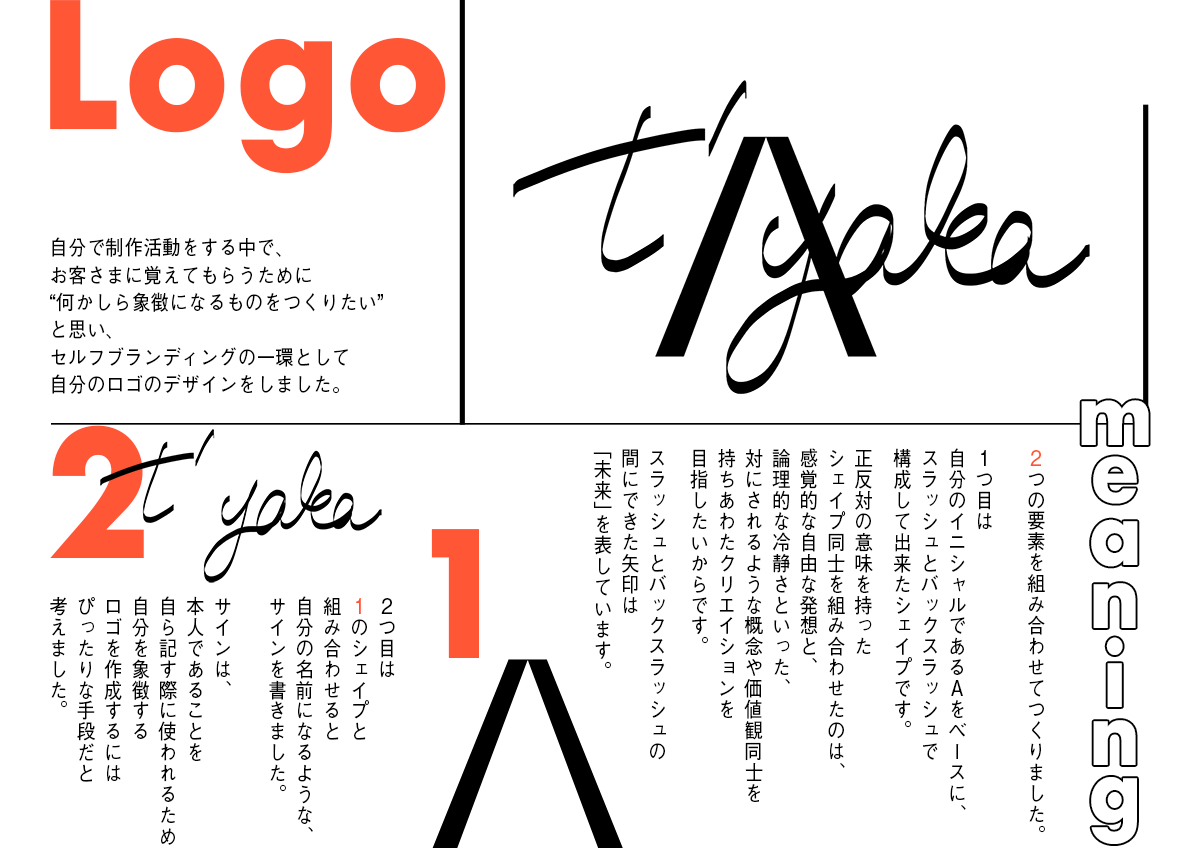 Logo
自分で制作活動をする中で、
お客さまに覚えてもらうために
“何かしら象徴になるものをつくりたい”
と思い、
セルフブランディングの一環として
自分のロゴのデザインをしました。
t'yaka
meaning
2つの要素を組み合わせてつくりました。
1つ目は
自分のイニシャルであるAをベースに、
スラッシュとバックスラッシュで
構成して出来たシェイプです。
正反対の意味を持った
シェイプ同士を組み合わせたのは、
感覚的な自由な発想と、
論理的な冷静さといった、
対にされるような概念や価値観同士を
持ちあわたクリエイションを
目指したいからです。
スラッシュとバックスラッシュの
間にできた矢印は
「未来」を表しています。
1
2
t'yaka
2つ目は
1のシェイプと
組み合わせると
自分の名前になるような、
サインを書きました。
サインは、
本人であることを
自ら記す際に使われるため
自分を象徴する
ロゴを作成するには
ぴったりな手段だと
考えました。